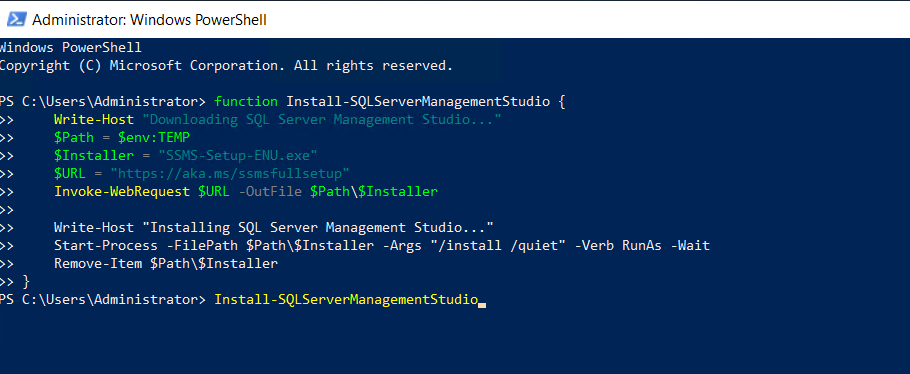 Administrator: Windows PowerShell
Windows PowerShell
Copyright (C) Microsoft Corporation. All rights reserved.
PS C:\Users\Administrator> function Install-SQLServerManagementStudio {
>>     Write-Host "Downloading SQL Server Management Studio..."
>>     $Path = $env:TEMP
>>     $Installer = "SSMS-Setup-ENU.exe"
>>     $URL = "https://aka.ms/ssmsfullsetup"
>>     Invoke-WebRequest $URL -OutFile $Path\$Installer
>>
>>     Write-Host "Installing SQL Server Management Studio..."
>>     Start-Process -FilePath $Path\$Installer -Args "/install /quiet" -Verb RunAs -Wait
>>     Remove-Item $Path\$Installer
>> }
PS C:\Users\Administrator> Install-SQLServerManagementStudio